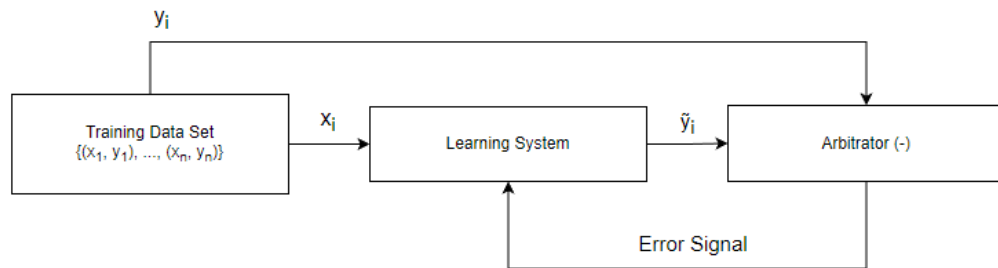 yᵢ
Training Data Set
{(x₁, y₁), ..., (xₙ, yₙ)}
xᵢ
Learning System
ỹᵢ
Arbitrator (-)
Error Signal